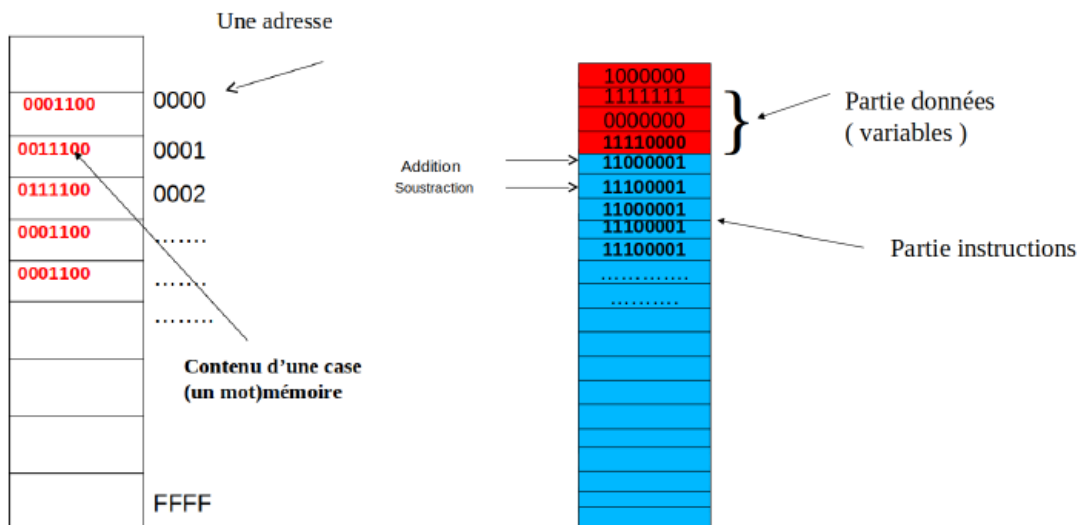 Une adresse
0001100
0000
0011100
0001
0111100
0002
0001100
.......
0001100
.......
........
Contenu d'une case
(un mot)mémoire
FFFF
1000000
1111111
0000000
11110000
Partie données
( variables )
Addition
11000001
Soustraction
11100001
11000001
11100001
11100001
Partie instructions
.............
..........